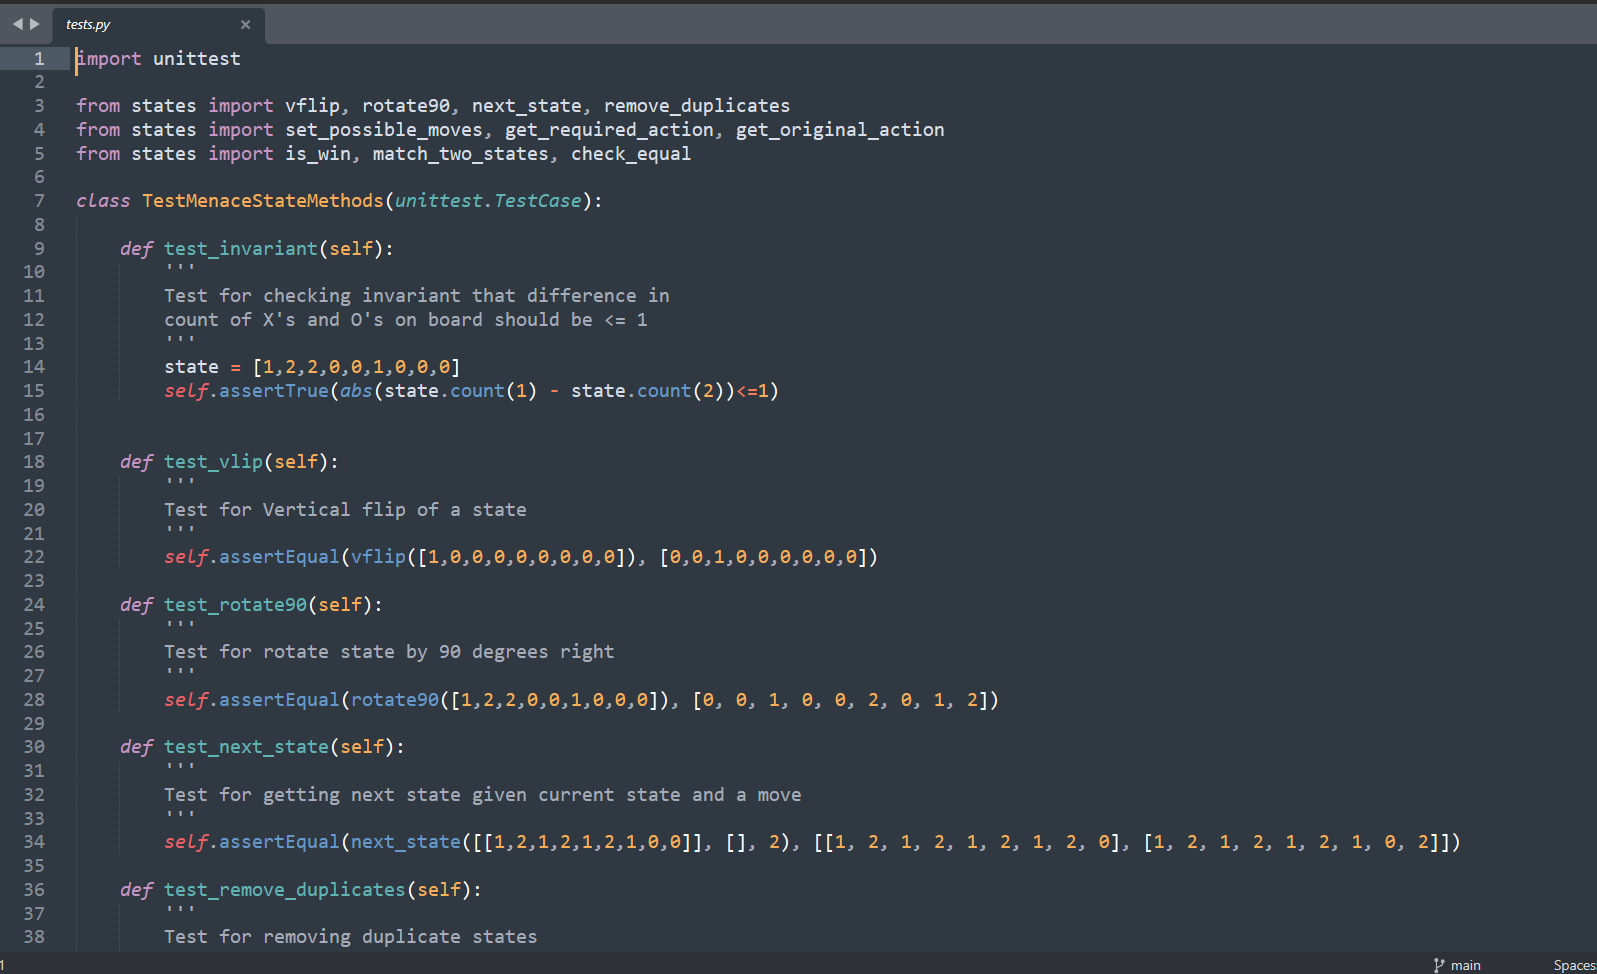 tests.py
1 import unittest
2
3 from states import vflip, rotate90, next_state, remove_duplicates
4 from states import set_possible_moves, get_required_action, get_original_action
5 from states import is_win, match_two_states, check_equal
6
7 class TestMenaceStateMethods(unittest.TestCase):
8
9 def test_invariant(self):
10 '''
11 Test for checking invariant that difference in
12 count of X's and O's on board should be <= 1
13 '''
14 state = [1,2,2,0,0,1,0,0,0]
15 self.assertTrue(abs(state.count(1) - state.count(2))<=1)
16
17
18 def test_vlip(self):
19 '''
20 Test for Vertical flip of a state
21 '''
22 self.assertEqual(vflip([1,0,0,0,0,0,0,0,0]), [0,0,1,0,0,0,0,0,0])
23
24 def test_rotate90(self):
25 '''
26 Test for rotate state by 90 degrees right
27 '''
28 self.assertEqual(rotate90([1,2,2,0,0,1,0,0,0]), [0, 0, 1, 0, 0, 2, 0, 1, 2])
29
30 def test_next_state(self):
31 '''
32 Test for getting next state given current state and a move
33 '''
34 self.assertEqual(next_state([[1,2,1,2,1,2,1,0,0]], [], 2), [[1, 2, 1, 2, 1, 2, 1, 2, 0], [1, 2, 1, 2, 1, 2, 1, 0, 2]])
35
36 def test_remove_duplicates(self):
37 '''
38 Test for removing duplicate states
1 main Spaces